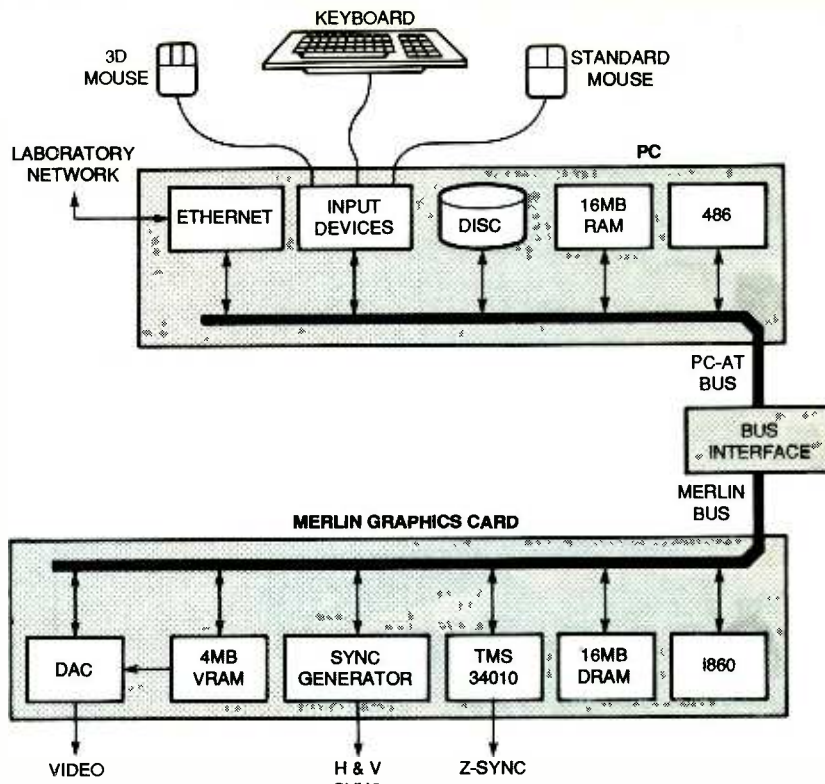 KEYBOARD
3D
MOUSE
STANDARD
MOUSE
LABORATORY
NETWORK
PC
ETHERNET
INPUT
DEVICES
DISC
16MB
RAM
486
PC-AT
BUS
BUS
INTERFACE
MERLIN
BUS
MERLIN GRAPHICS CARD
DAC
4MB
VRAM
SYNC
GENERATOR
TMS
34010
16MB
DRAM
I860
VIDEO
H & V
Z-SYNC